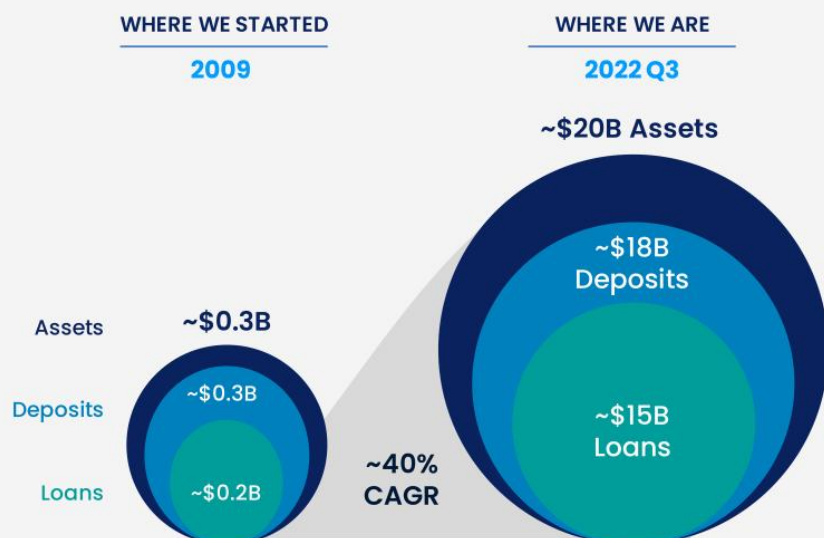 WHERE WE STARTED
2009
WHERE WE ARE
2022 Q3
~$20B Assets
~$18B
Deposits
~$15B
Loans
Assets
~$0.3B
Deposits
~$0.3B
Loans
~$0.2B
~40%
CAGR